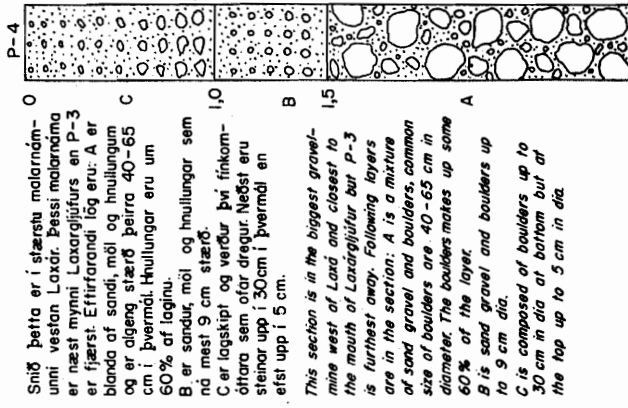 P-4
0
C
1,0
B
1,5
A
Snið þetta er í stærstu malarnám-
unni vestan Laxár. Þessi malarnáma
er næst mynni Laxárgljúfurs en P-3
er fjærst. Eftirfarandi lög eru: A er
blanda af sandi, möl og hnullungum
og er algeng stærð þeirra 40-65
cm í þvermál. Hnullungar eru um
60% af laginu.
B er sandur, möl og hnullungar sem
ná mest 9 cm stærð.
C er lagskipt og verður því fínkorn-
óttara sem ofar dregur. Neðst eru
steinar upp í 30cm í þvermál en
efst upp í 5 cm.
This section is in the biggest gravel-
mine west of Laxá and closest to
the mouth of Laxárgljúfur but P-3
is furthest away. Following layers
are in the section: A is a mixture
of sand gravel and boulders, common
size of boulders are 40-65 cm in
diameter. The boulders makes up some
60% of the layer.
B is sand gravel and boulders up
to 9 cm dia.
C is composed of boulders up to
30 cm in dia at bottom but at
the top up to 5 cm in dia.